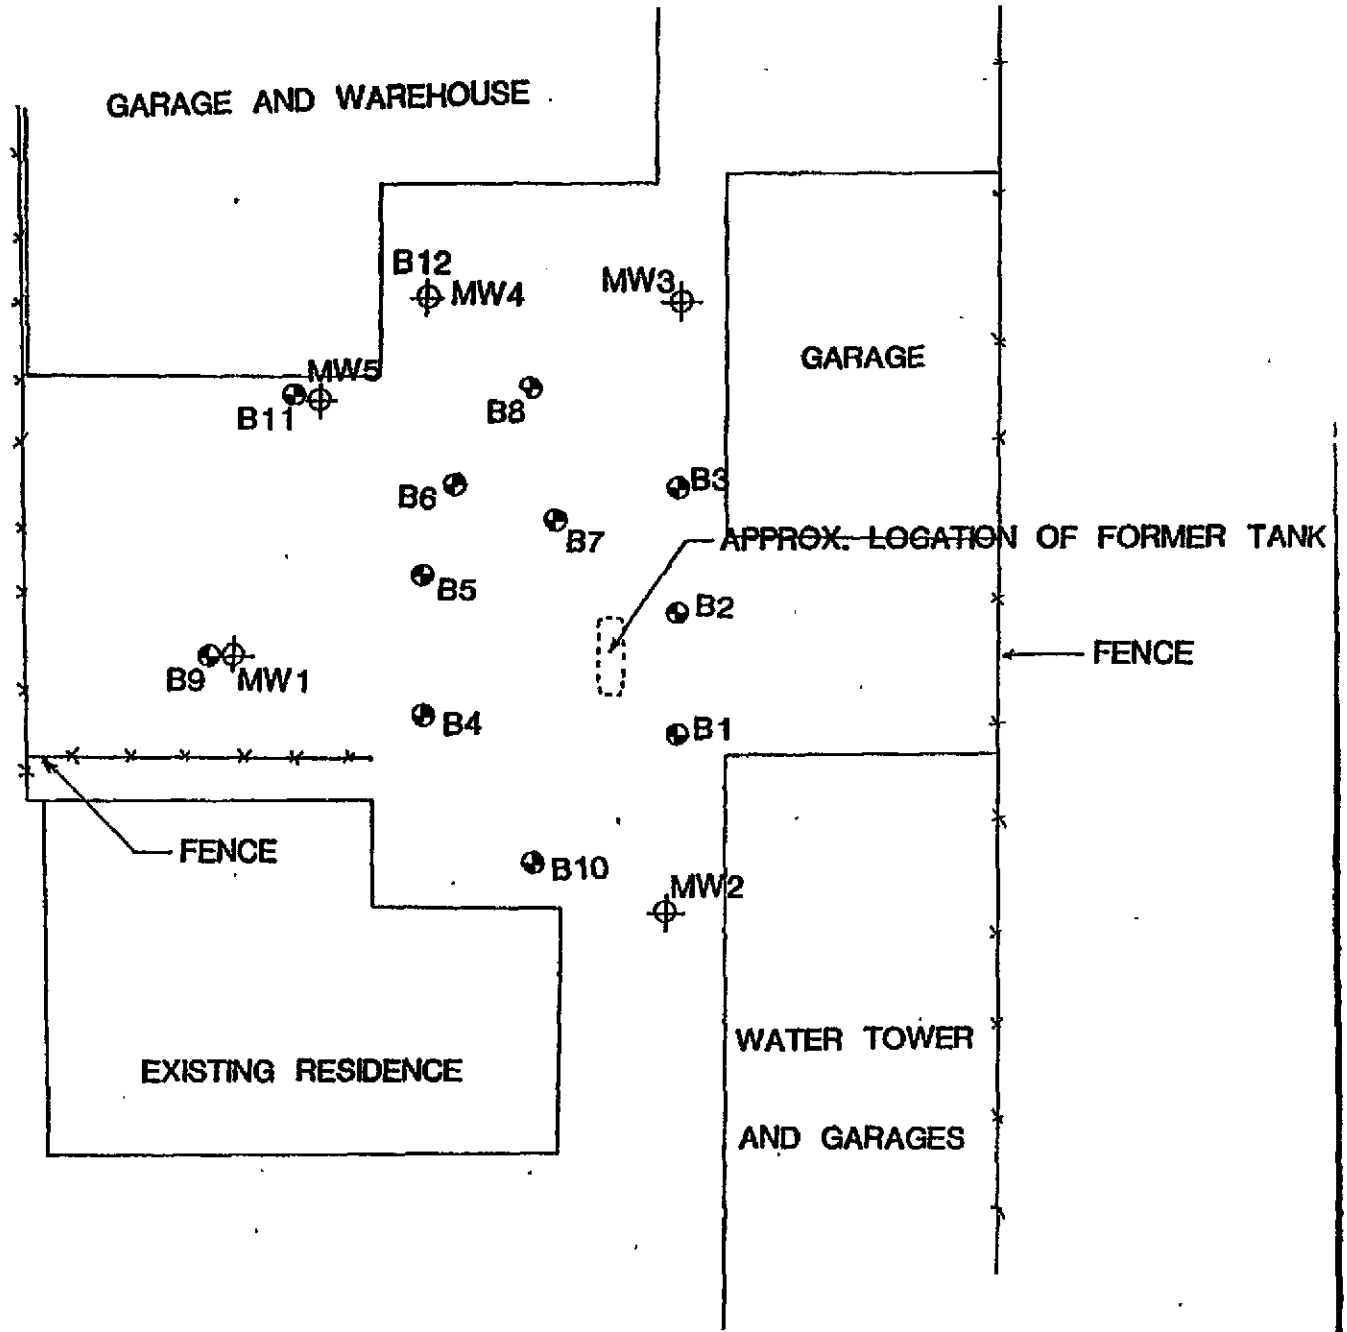 GARAGE AND WAREHOUSE
B12
MW4
MW3
GARAGE
MW5
B11
B8
B6
B3
B7
APPROX. LOCATION OF FORMER TANK
B5
B2
FENCE
B9
MW1
B4
B1
FENCE
B10
MW2
WATER TOWER
EXISTING RESIDENCE
AND GARAGES